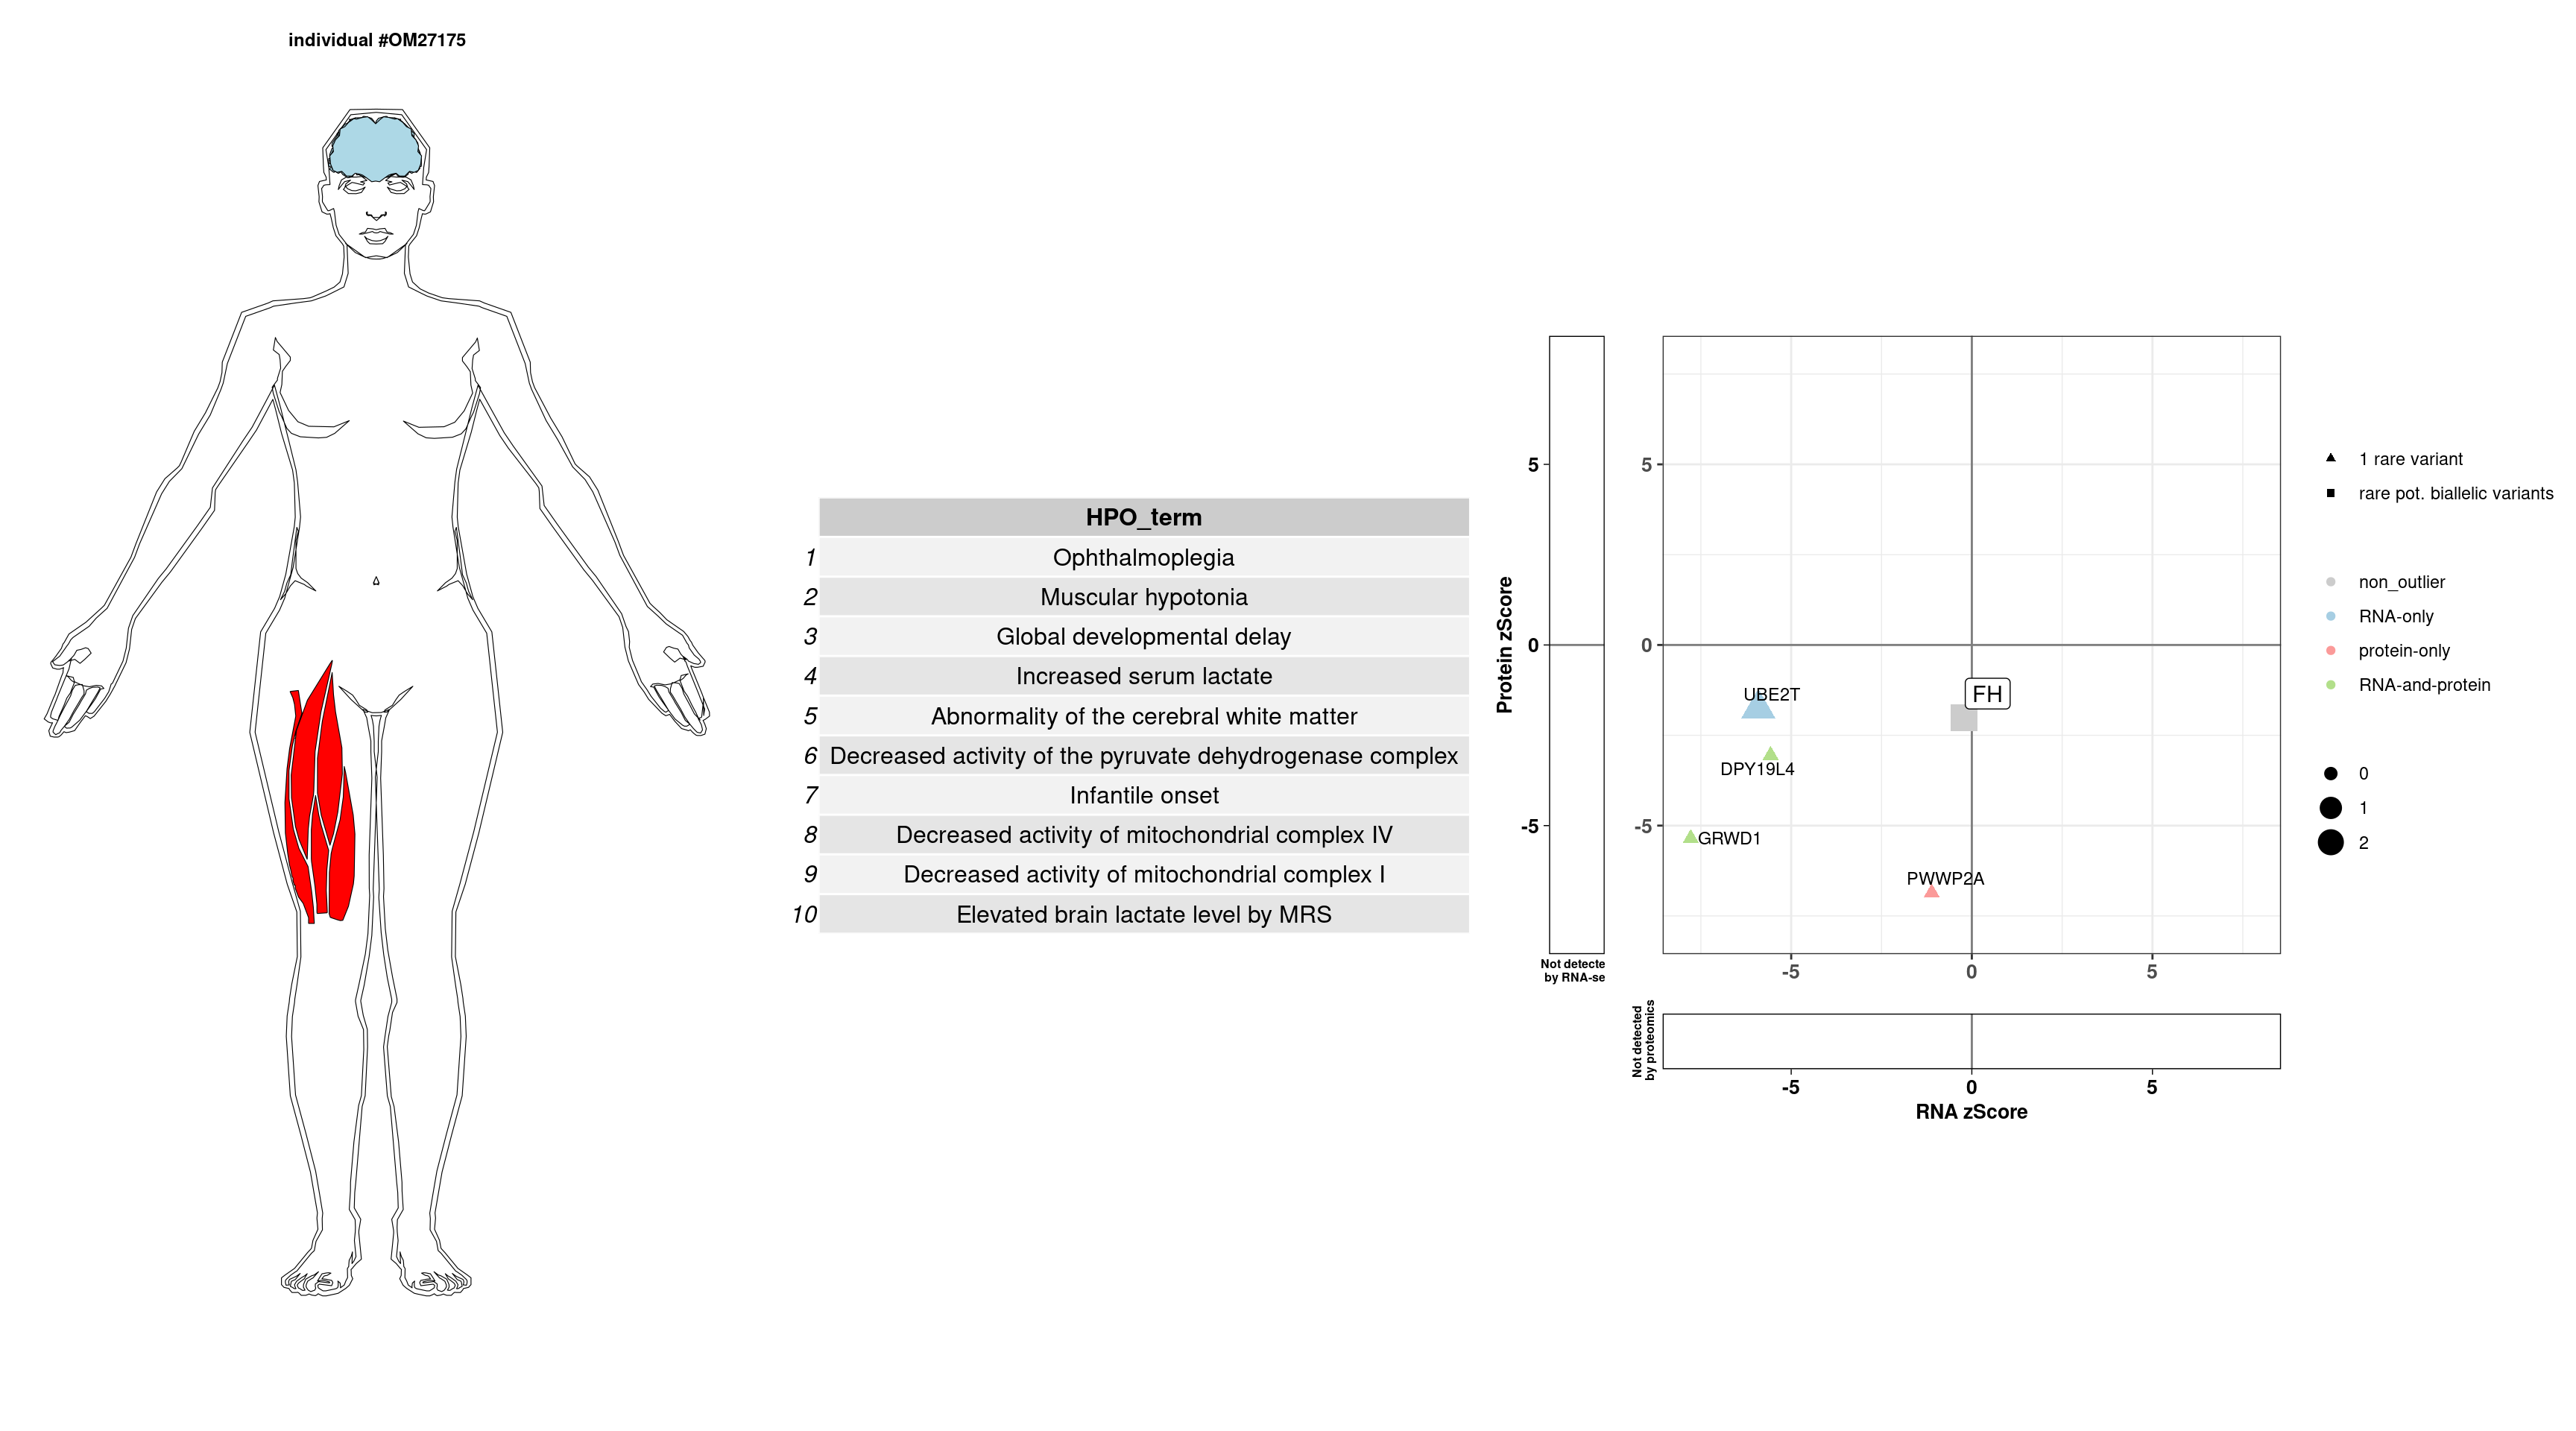 individual #OM27175
HPO_term
1 Ophthalmoplegia
2 Muscular hypotonia
3 Global developmental delay
4 Increased serum lactate
5 Abnormality of the cerebral white matter
6 Decreased activity of the pyruvate dehydrogenase complex
7 Infantile onset
8 Decreased activity of mitochondrial complex IV
9 Decreased activity of mitochondrial complex I
10 Elevated brain lactate level by MRS
Protein zScore
5
0
-5
Not detecte
by RNA-se
5
0
-5
UBE2T
FH
DPY19L4
GRWD1
PWWP2A
-5 0 5
Not detected
by proteomics
-5 0 5
RNA zScore
1 rare variant
rare pot. biallelic variants
non_outlier
RNA-only
protein-only
RNA-and-protein
0
1
2